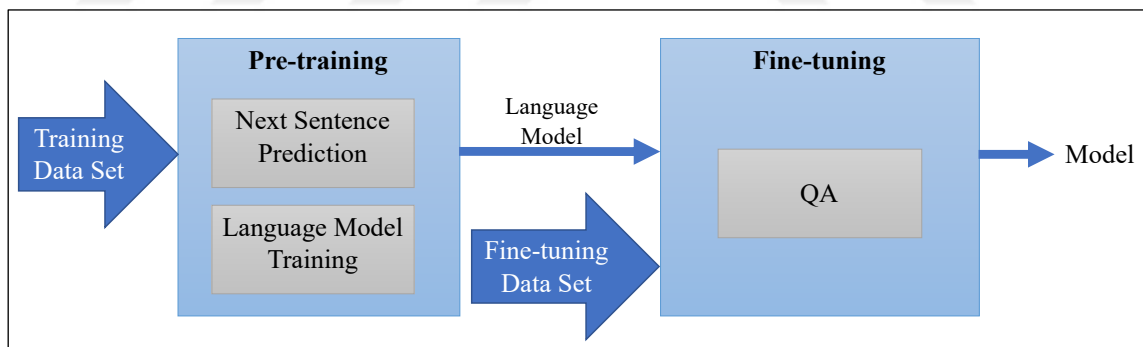 Pre-training
Fine-tuning
Training
Data Set
Next Sentence
Prediction
Language Model
Training
Language
Model
Fine-tuning
Data Set
QA
Model